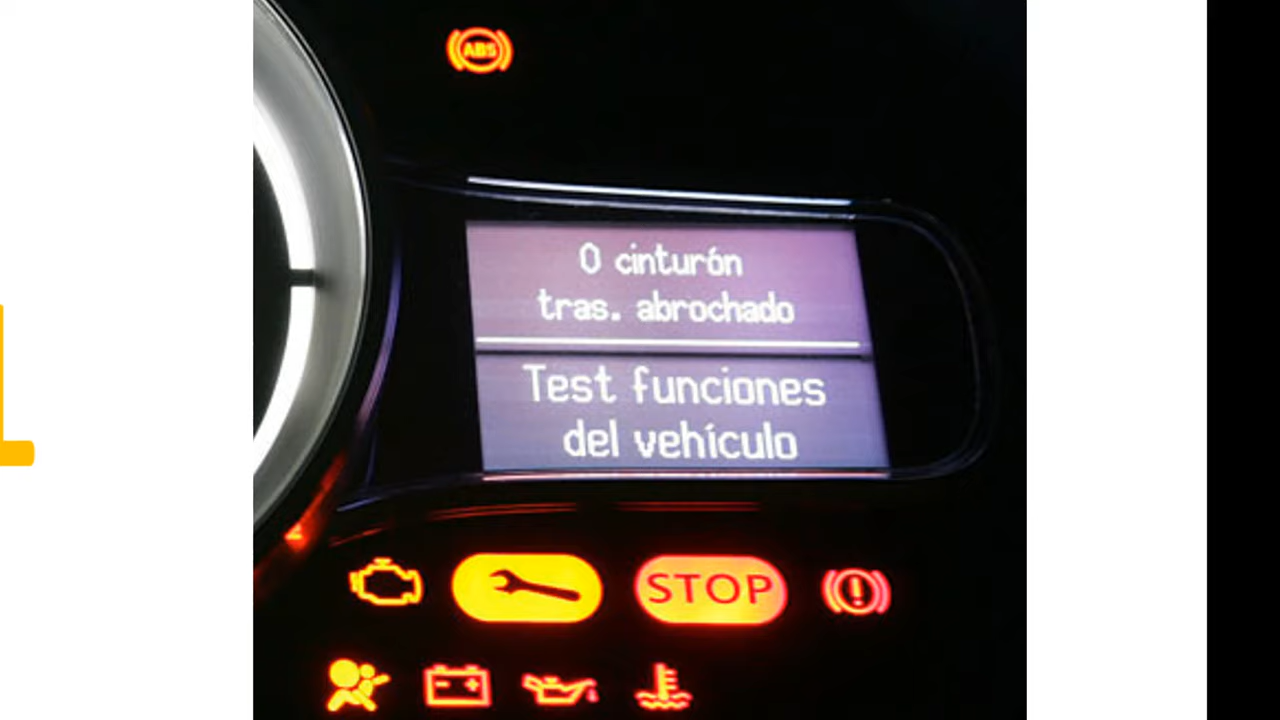 ABS
0 cinturón
tras. abrochado
Test funciones
del vehículo
STOP